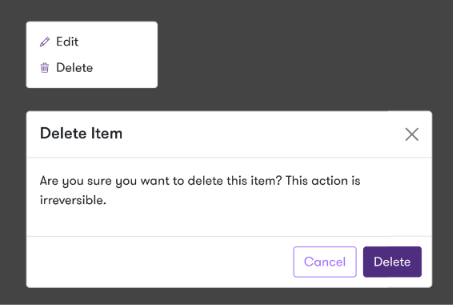 Edit
Delete
Delete Item
Are you sure you want to delete this item? This action is
irreversible.
Cancel
Delete